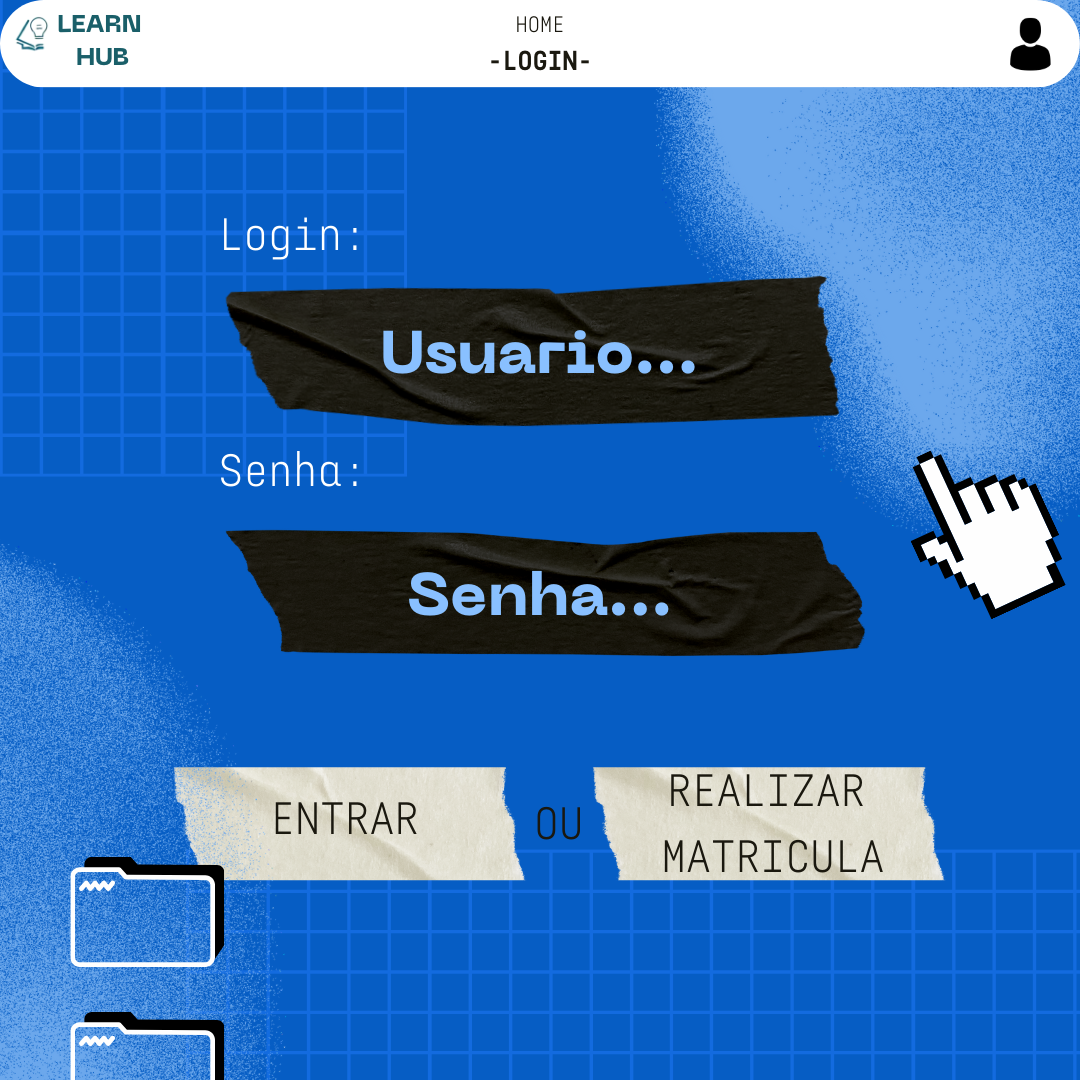 LEARN
HUB
HOME
-LOGIN-
Login:
Usuario...
Senha:
Senha...
ENTRAR
OU
REALIZAR
MATRICULA